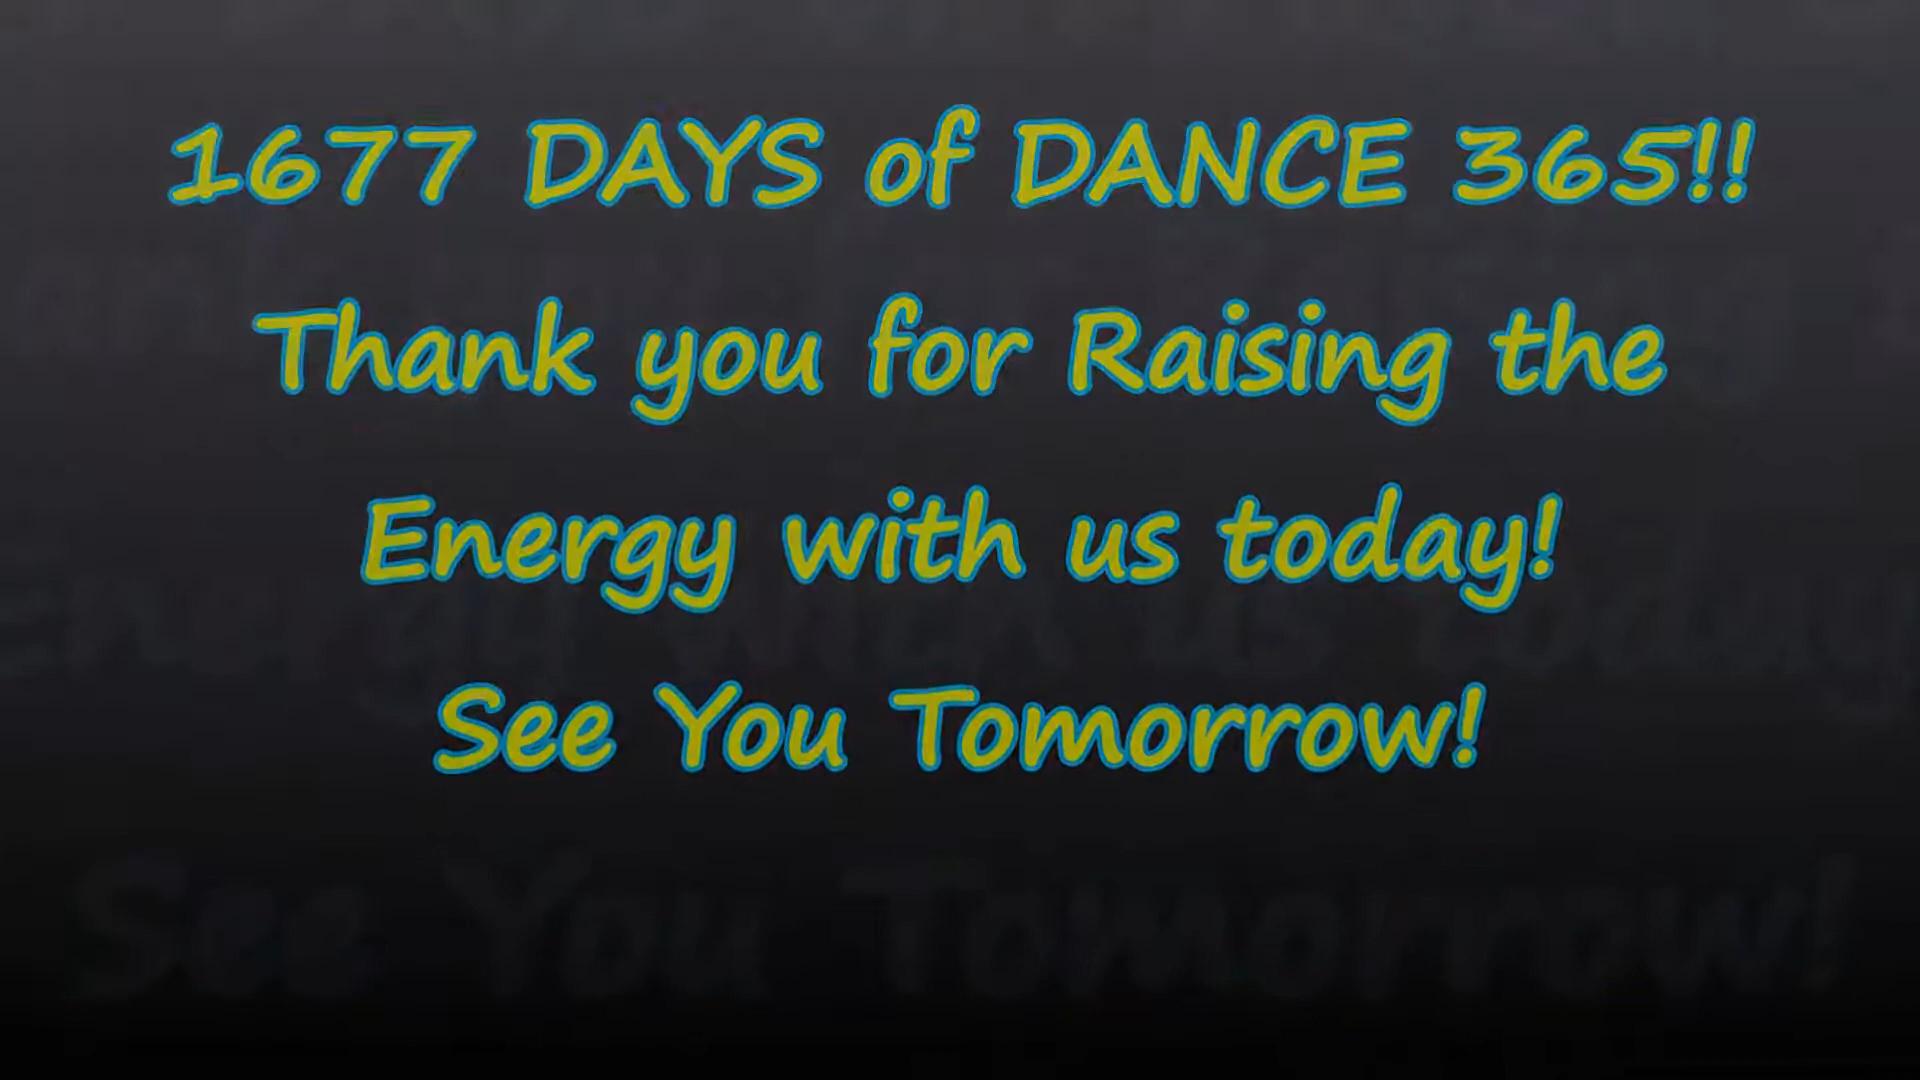 1677 DAYS of DANCE 365!!
Thank you for Raising the
Energy with us today!
See You Tomorrow!